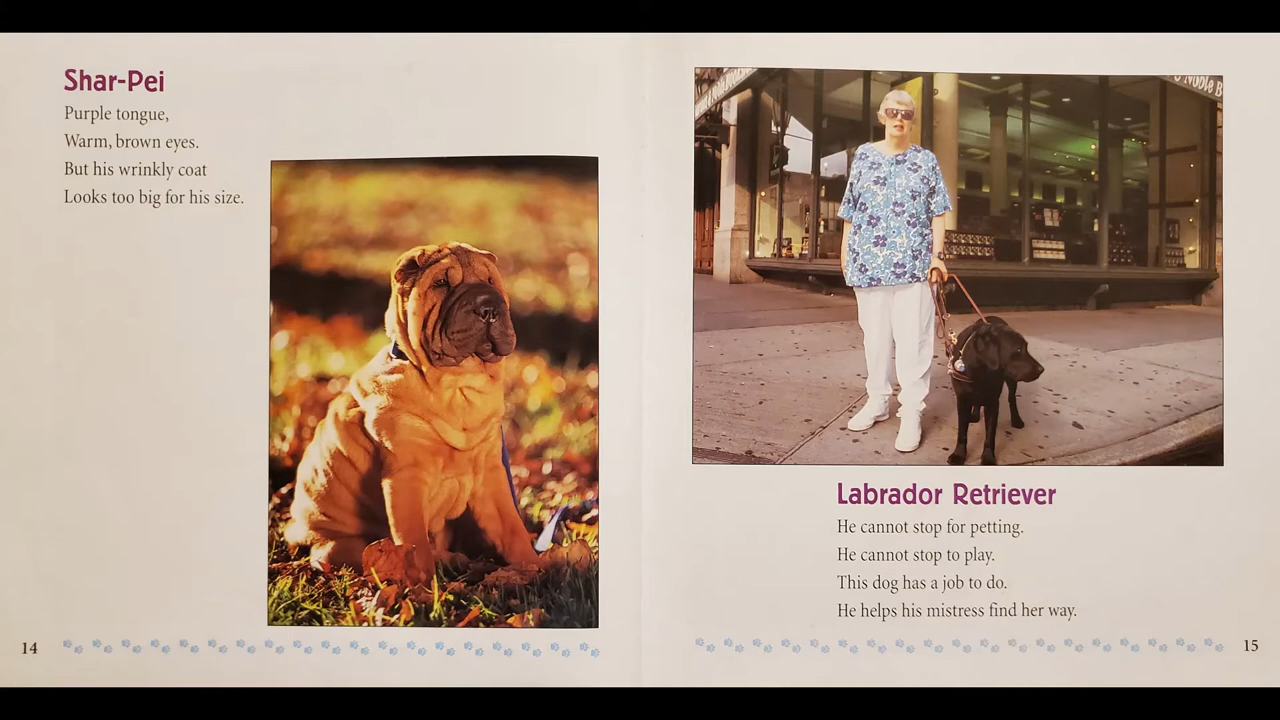 Shar-Pei
Purple tongue,
Warm, brown eyes.
But his wrinkly coat
Looks too big for his size.
14
Noble B
Labrador Retriever
He cannot stop for petting.
He cannot stop to play.
This dog has a job to do.
He helps his mistress find her way.
15